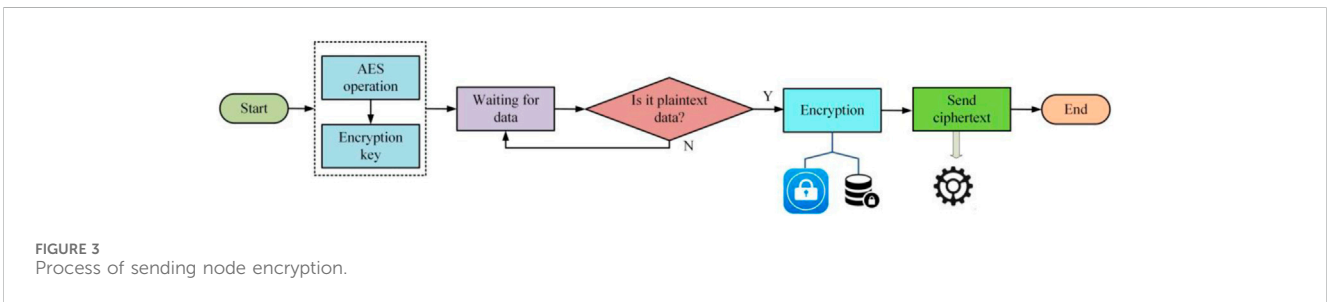 Start
AES
operation
Encryption
key
Waiting for
data
Is it plaintext
data?
Y
N
Encryption
Send
ciphertext
End
FIGURE 3
Process of sending node encryption.